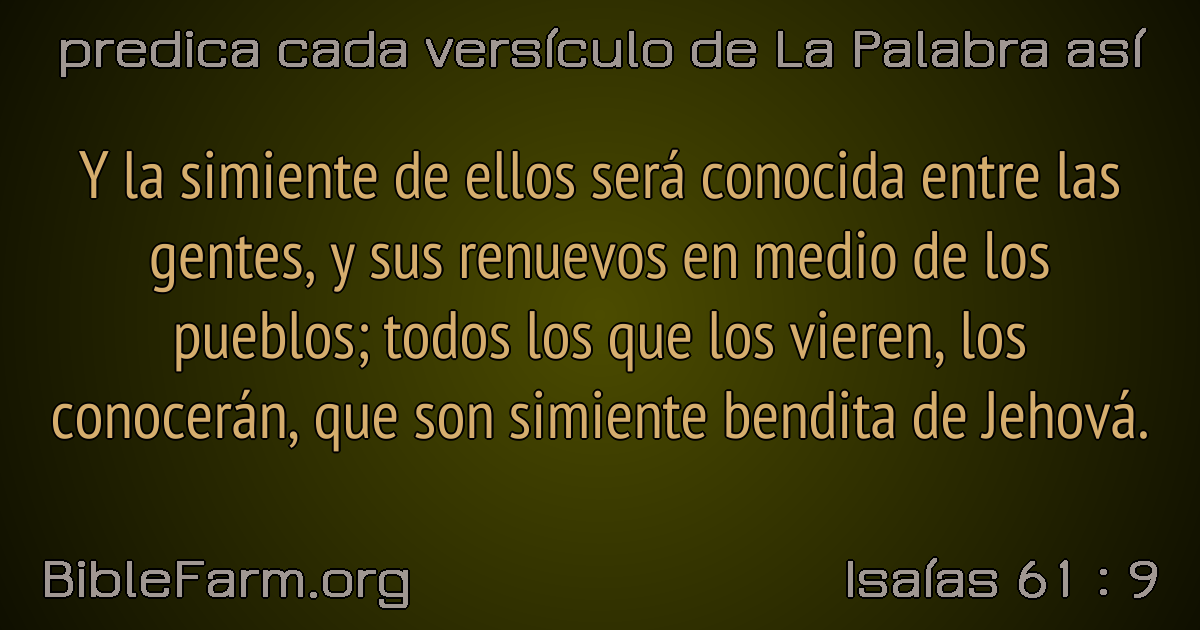 predica cada versículo de La Palabra así
Y la simiente de ellos será conocida entre las
gentes, y sus renuevos en medio de los
pueblos; todos los que los vieren, los
conocerán, que son simiente bendita de Jehová.
BibleFarm.org
Isaías 61 : 9